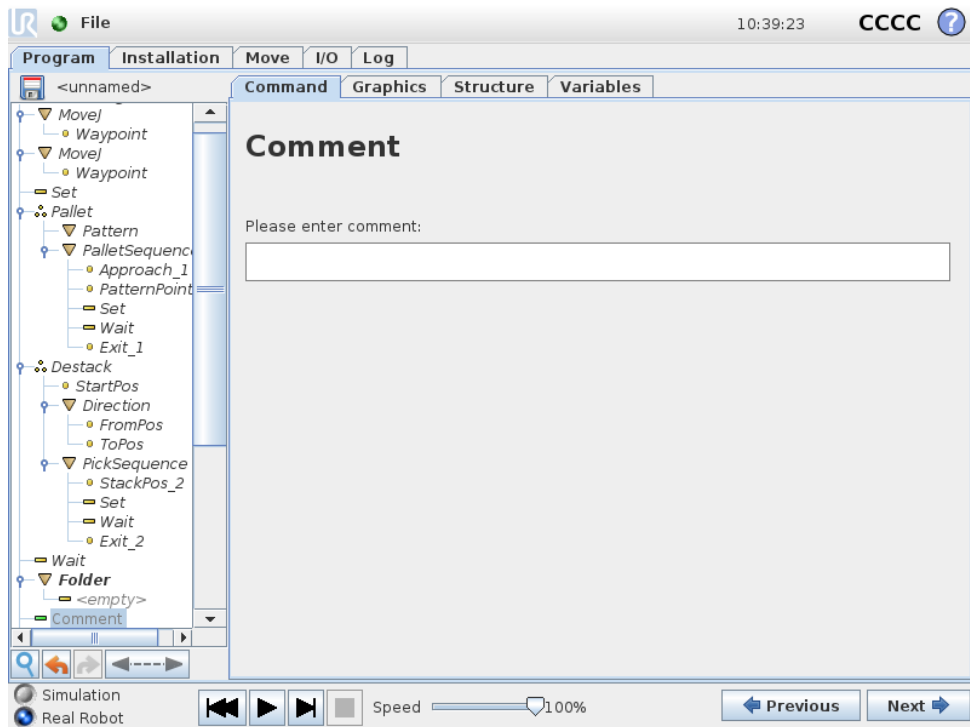 UR File 10:39:23 CCCC ?
Program Installation Move I/O Log
<unnamed> Command Graphics Structure Variables
MoveJ
Waypoint
MoveJ
Waypoint
Set
Pallet
Pattern
PalletSequenc
Approach_1
PatternPoint
Set
Wait
Exit_1
Destack
StartPos
Direction
FromPos
ToPos
PickSequence
StackPos_2
Set
Wait
Exit_2
Wait
Folder
<empty>
Comment
Comment
Please enter comment:
Simulation
Real Robot
Speed 100%
Previous Next